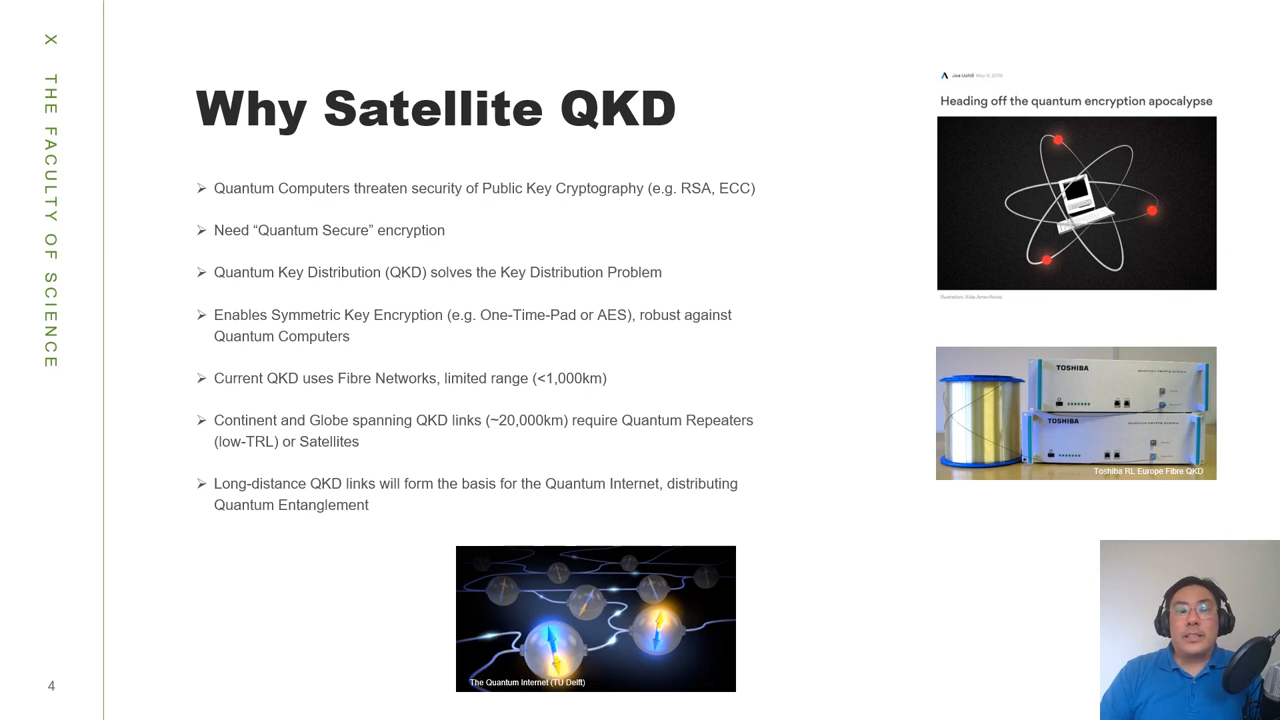 X THE FACULTY OF SCIENCE
Why Satellite QKD
Quantum Computers threaten security of Public Key Cryptography (e.g. RSA, ECC)
Need “Quantum Secure” encryption
Quantum Key Distribution (QKD) solves the Key Distribution Problem
Enables Symmetric Key Encryption (e.g. One-Time-Pad or AES), robust against
Quantum Computers
Current QKD uses Fibre Networks, limited range (<1,000km)
Continent and Globe spanning QKD links (~20,000km) require Quantum Repeaters
(low-TRL) or Satellites
Long-distance QKD links will form the basis for the Quantum Internet, distributing
Quantum Entanglement
Joe Uchill May 9, 2019
Heading off the quantum encryption apocalypse
TOSHIBA
TOSHIBA
Toshiba RL Europe Fibre QKD
The Quantum Internet (TU Delft)
4